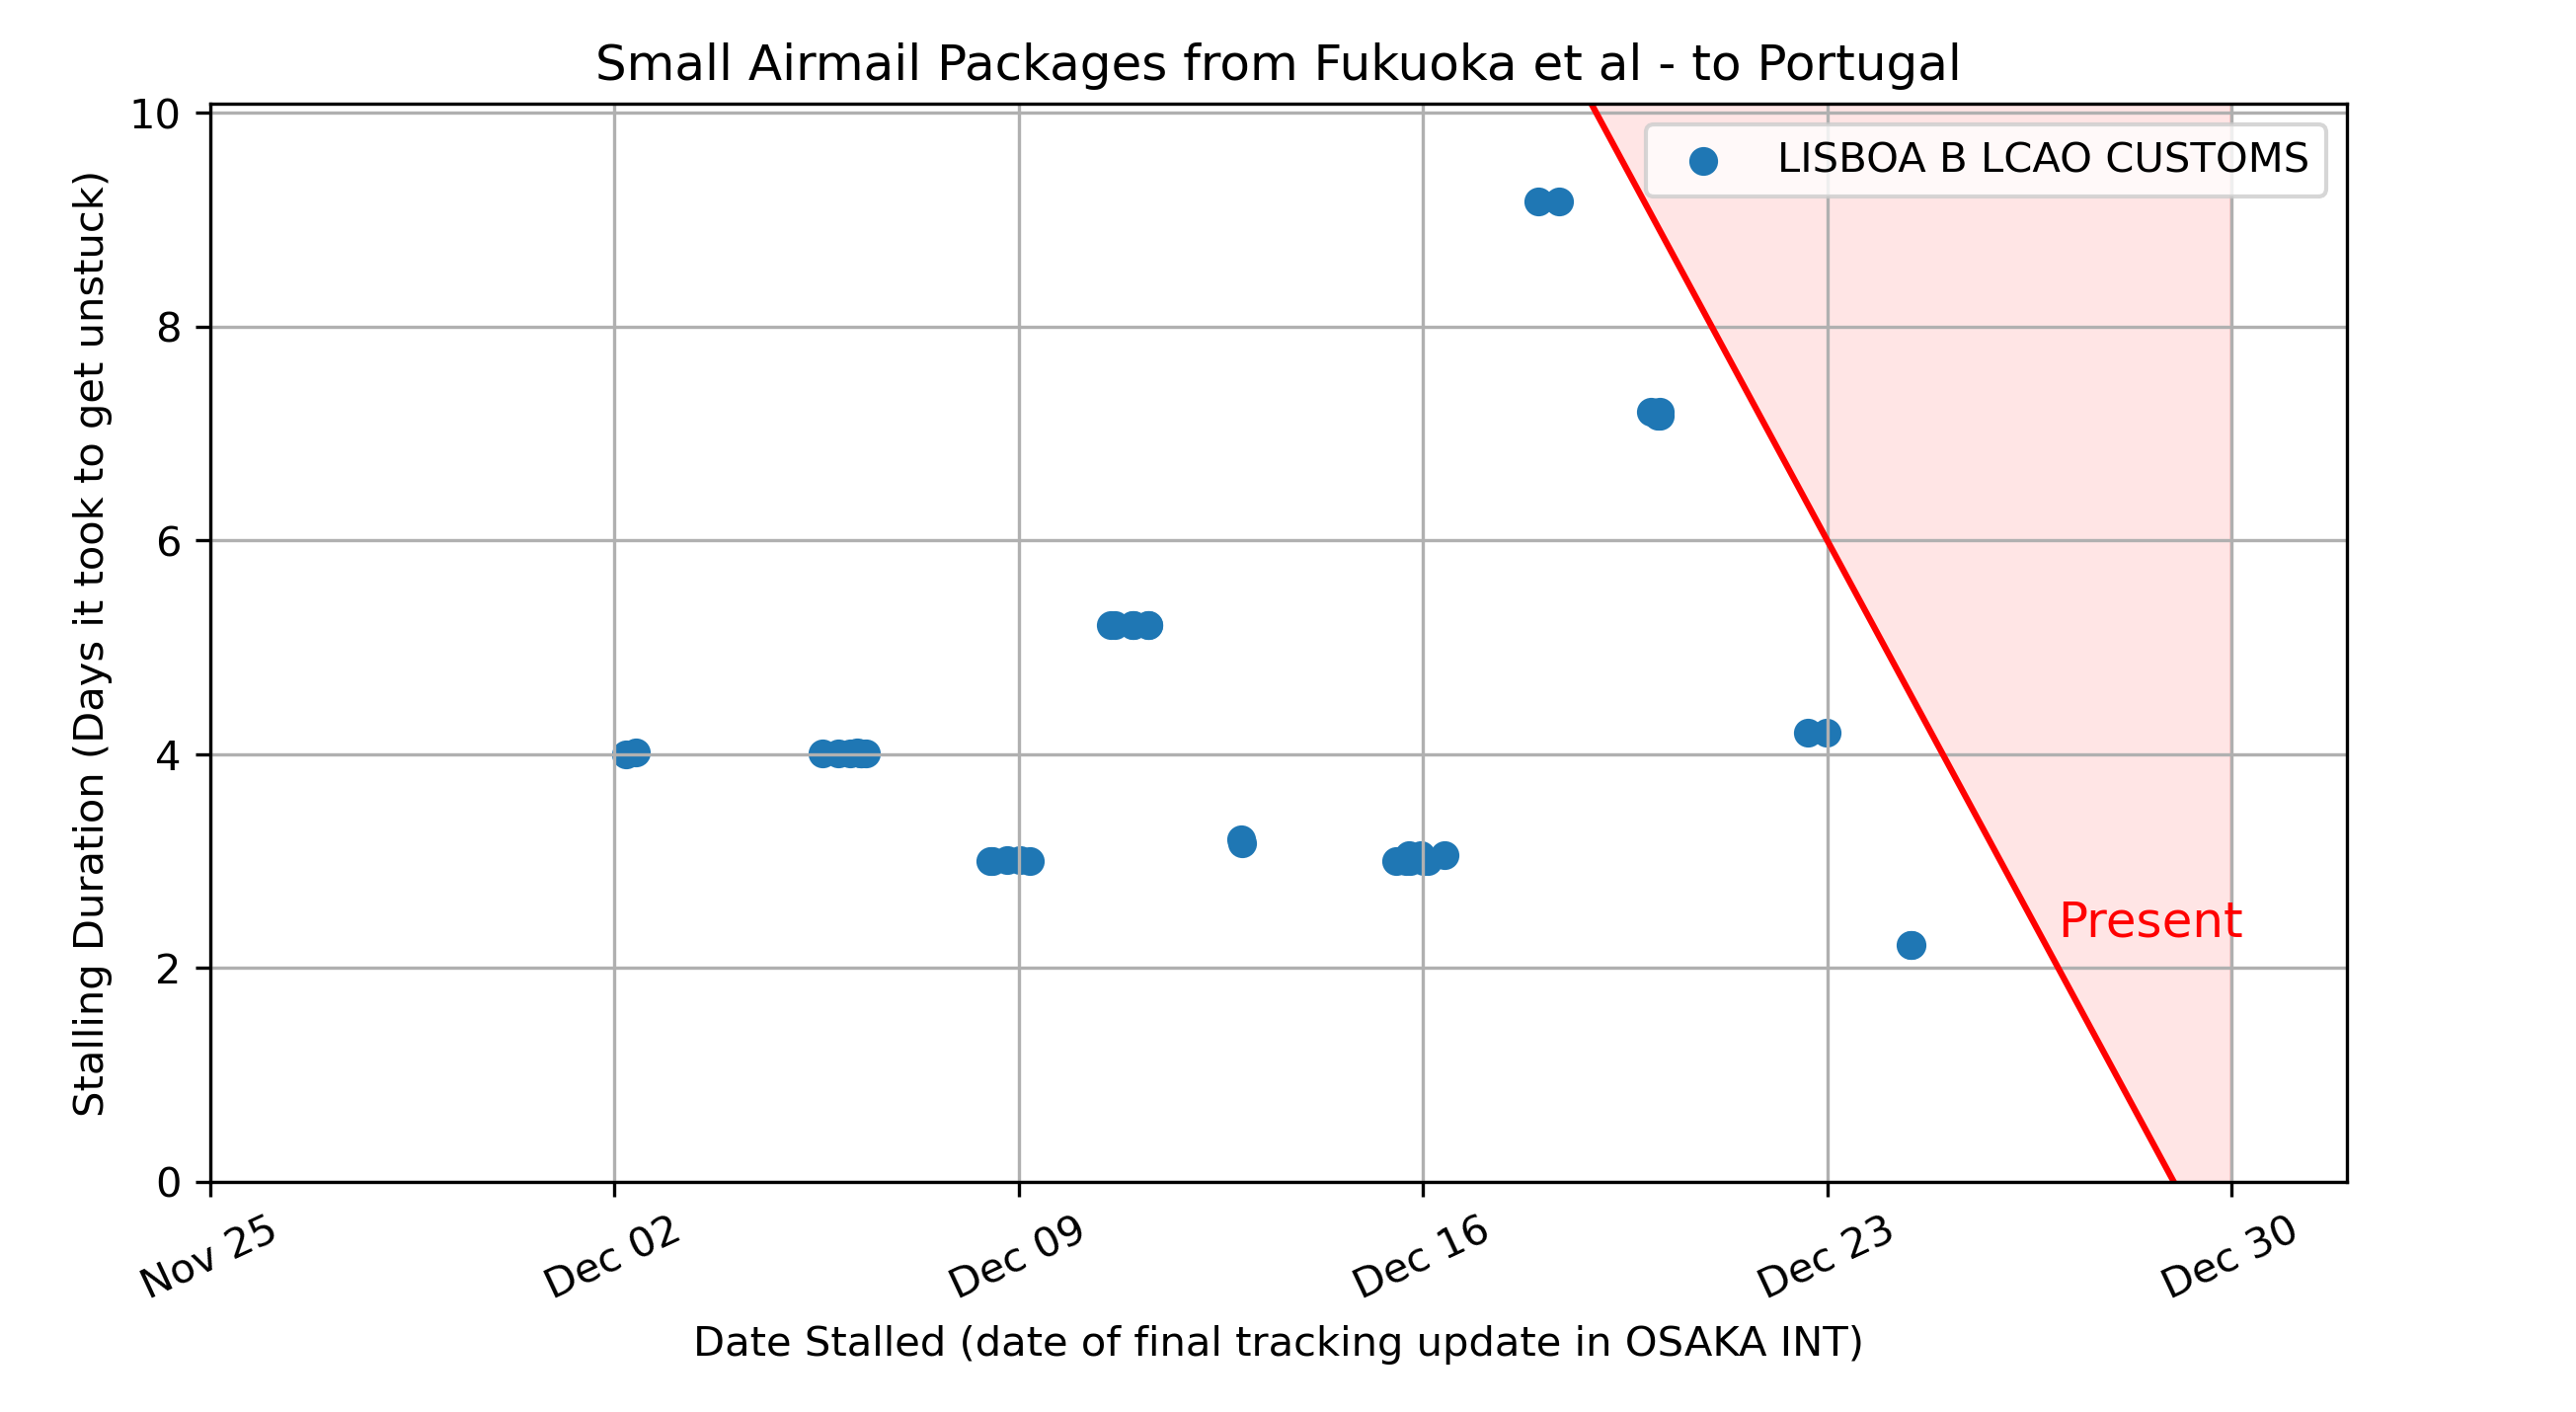 Small Airmail Packages from Fukuoka et al - to Portugal
LISBOA B LCAO CUSTOMS
Stalling Duration (Days it took to get unstuck)
10
8
6
4
2
0
Present
Nov 25
Dec 02
Dec 09
Dec 16
Dec 23
Dec 30
Date Stalled (date of final tracking update in OSAKA INT)